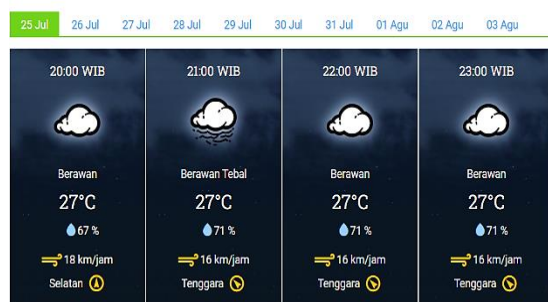 25 Jul 26 Jul 27 Jul 28 Jul 29 Jul 30 Jul 31 Jul 01 Agu 02 Agu 03 Agu
20:00 WIB 21:00 WIB 22:00 WIB 23:00 WIB
Berawan Berawan Tebal Berawan Berawan
27°C 27°C 27°C 27°C
67 % 71 % 71 % 71 %
18 km/jam 16 km/jam 16 km/jam 16 km/jam
Selatan Tenggara Tenggara Tenggara